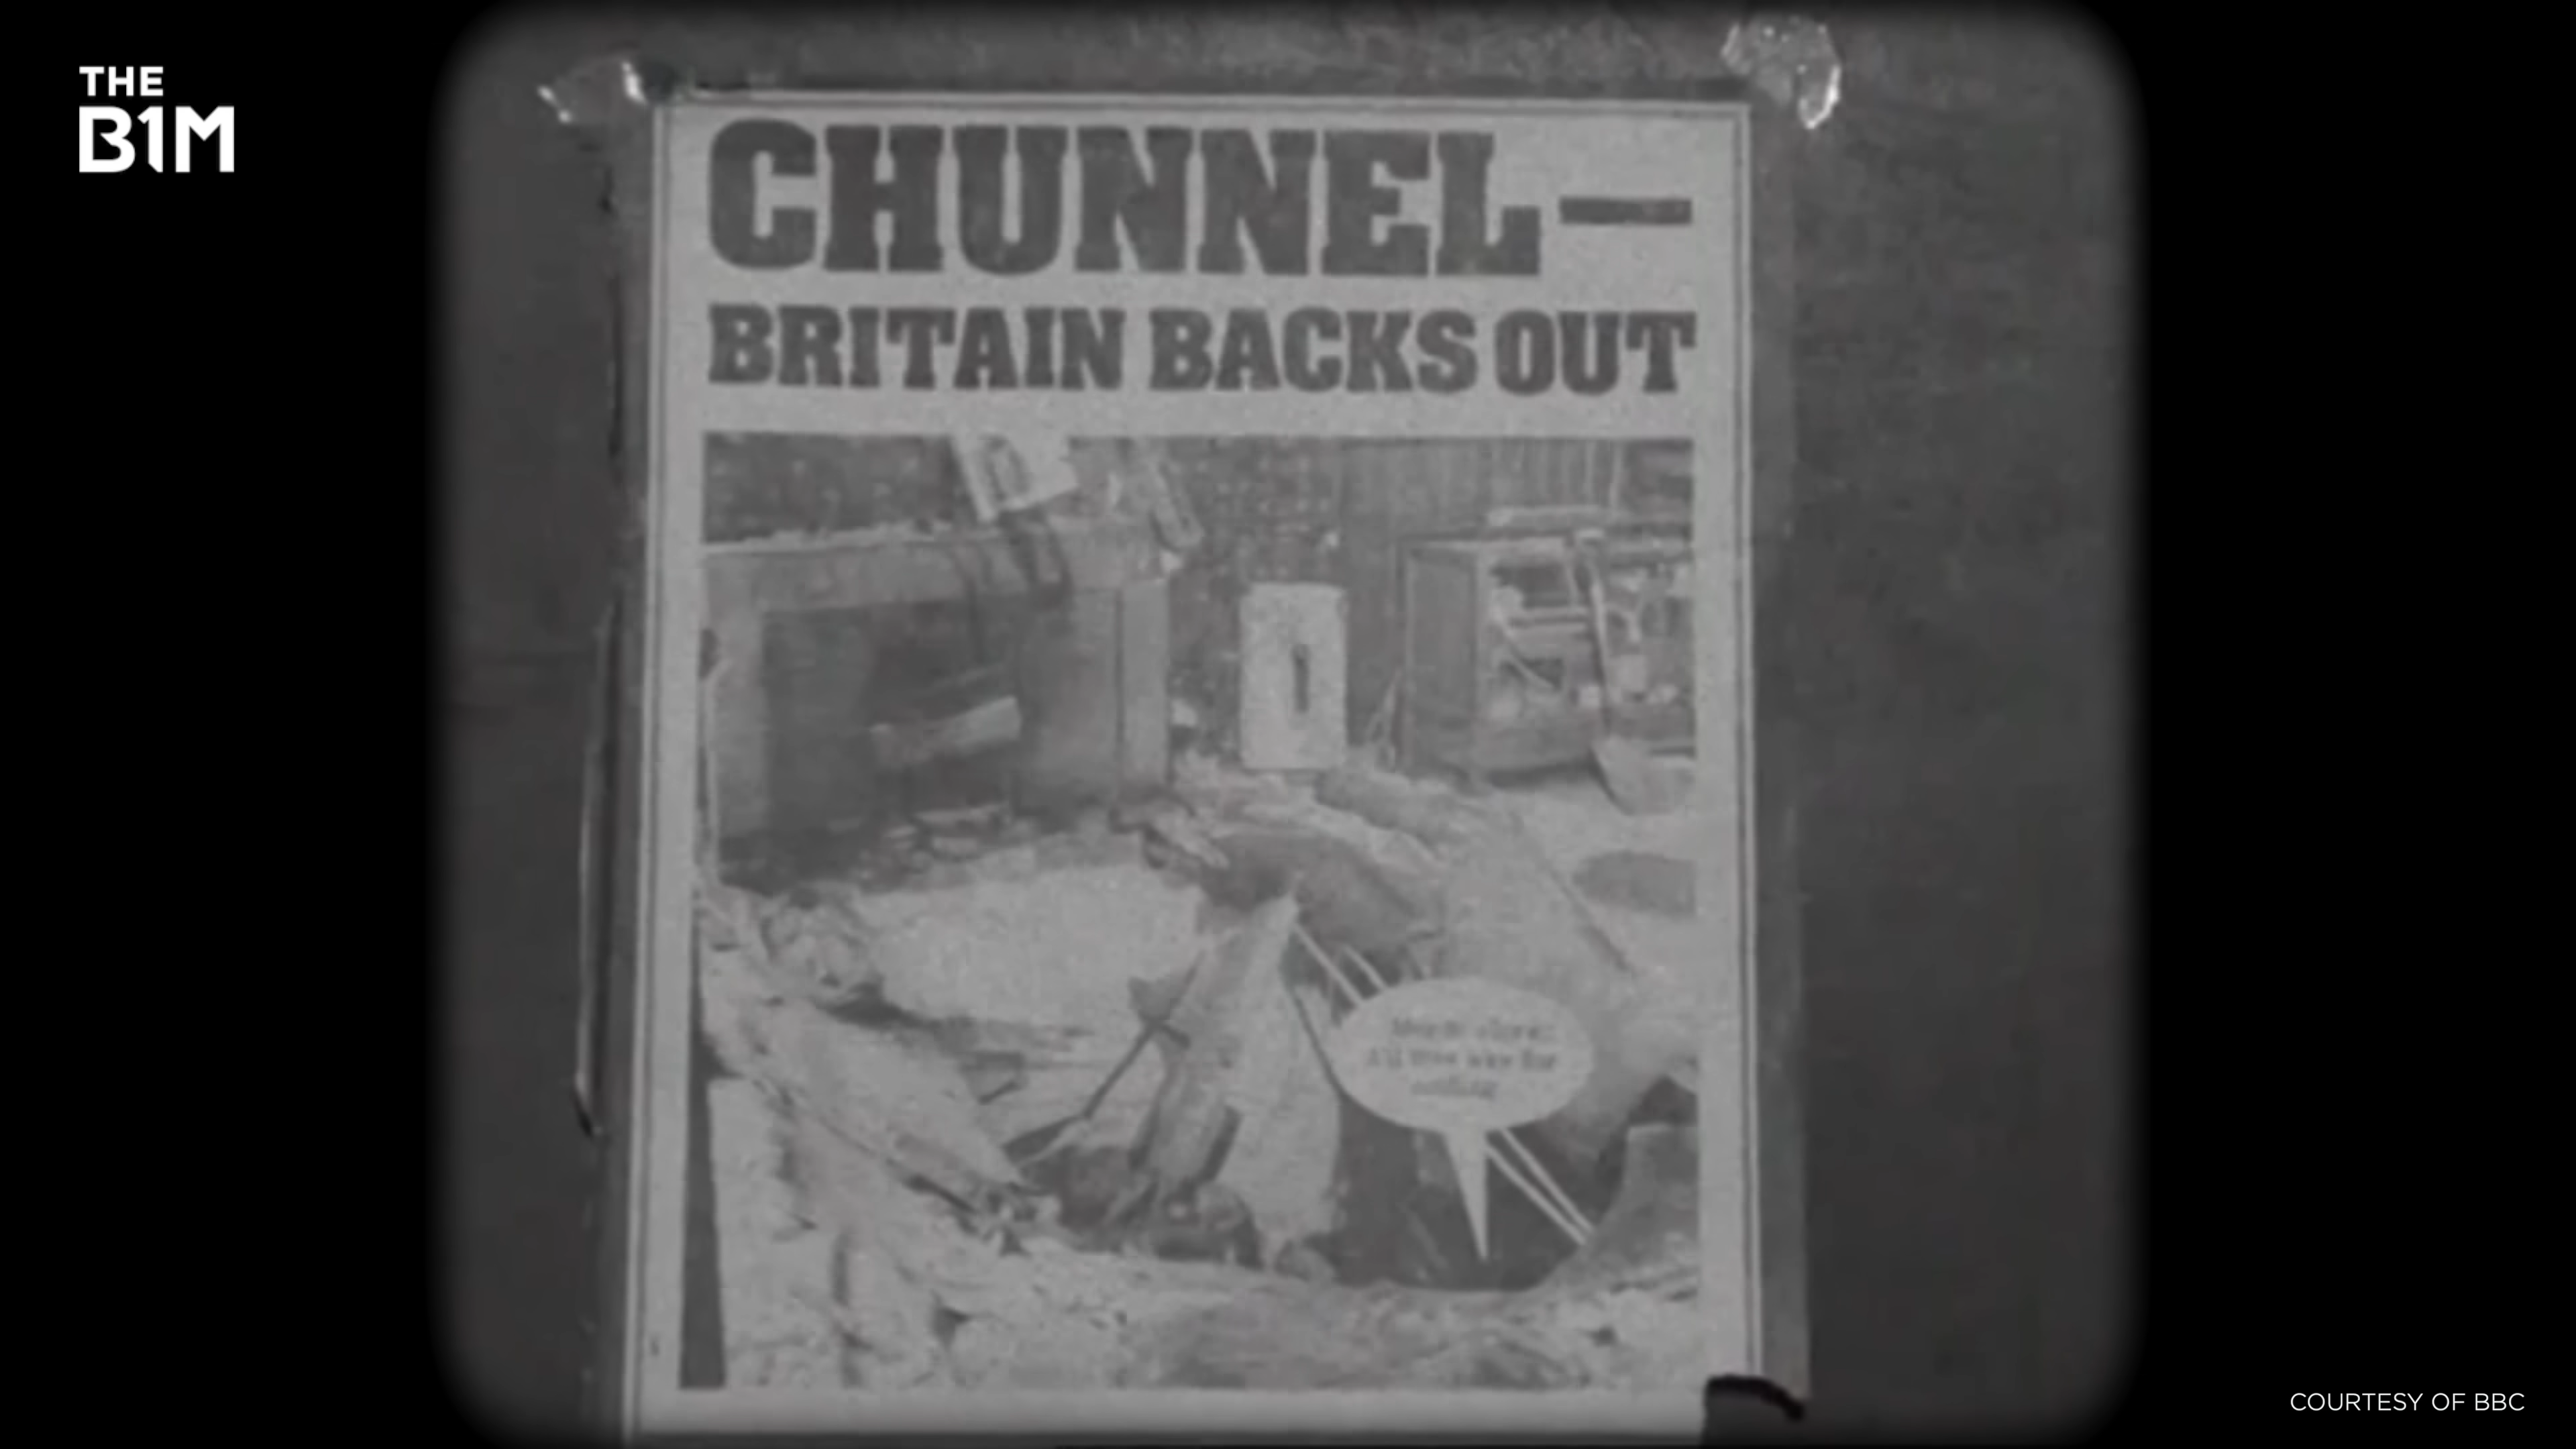 THE
B1M
CHUNNEL—
BRITAIN BACKS OUT
COURTESY OF BBC